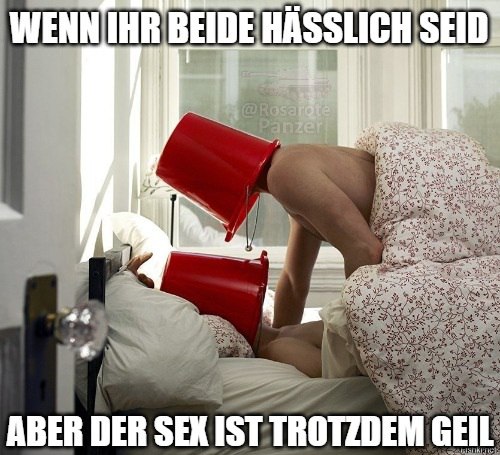 WENN IHR BEIDE HÄSSLICH SEID
@Rosarote
Panzer
ABER DER SEX IST TROTZDEM GEIL